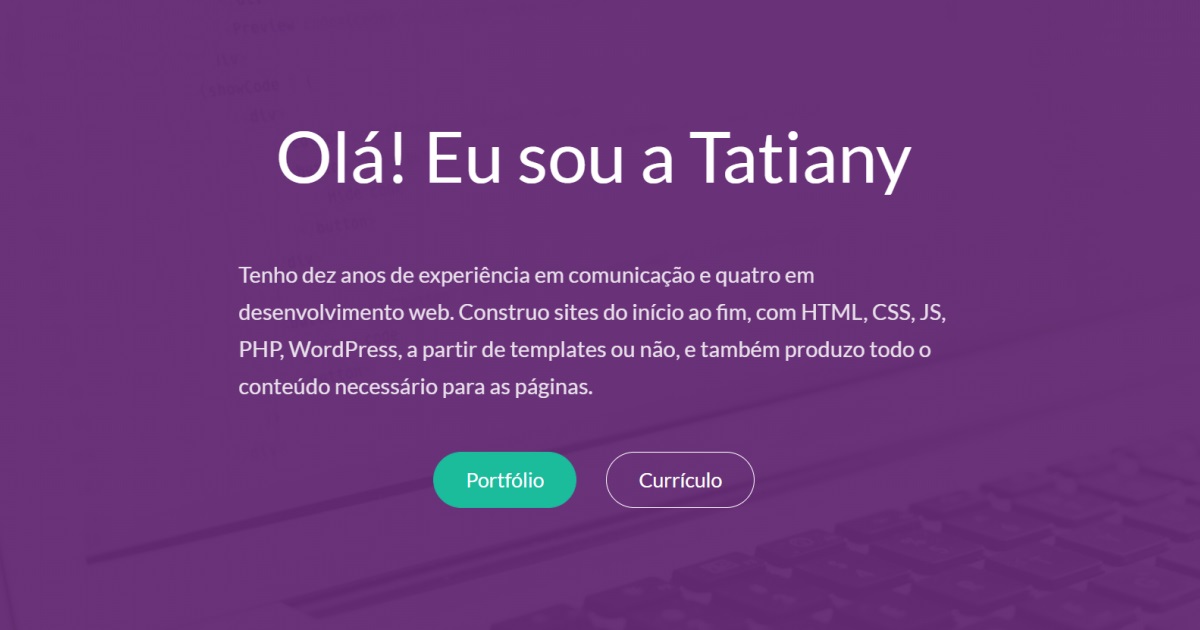 Olá! Eu sou a Tatiany
Tenho dez anos de experiência em comunicação e quatro em
desenvolvimento web. Construo sites do início ao fim, com HTML, CSS, JS,
PHP, WordPress, a partir de templates ou não, e também produzo todo o
conteúdo necessário para as páginas.
Portfólio
Currículo